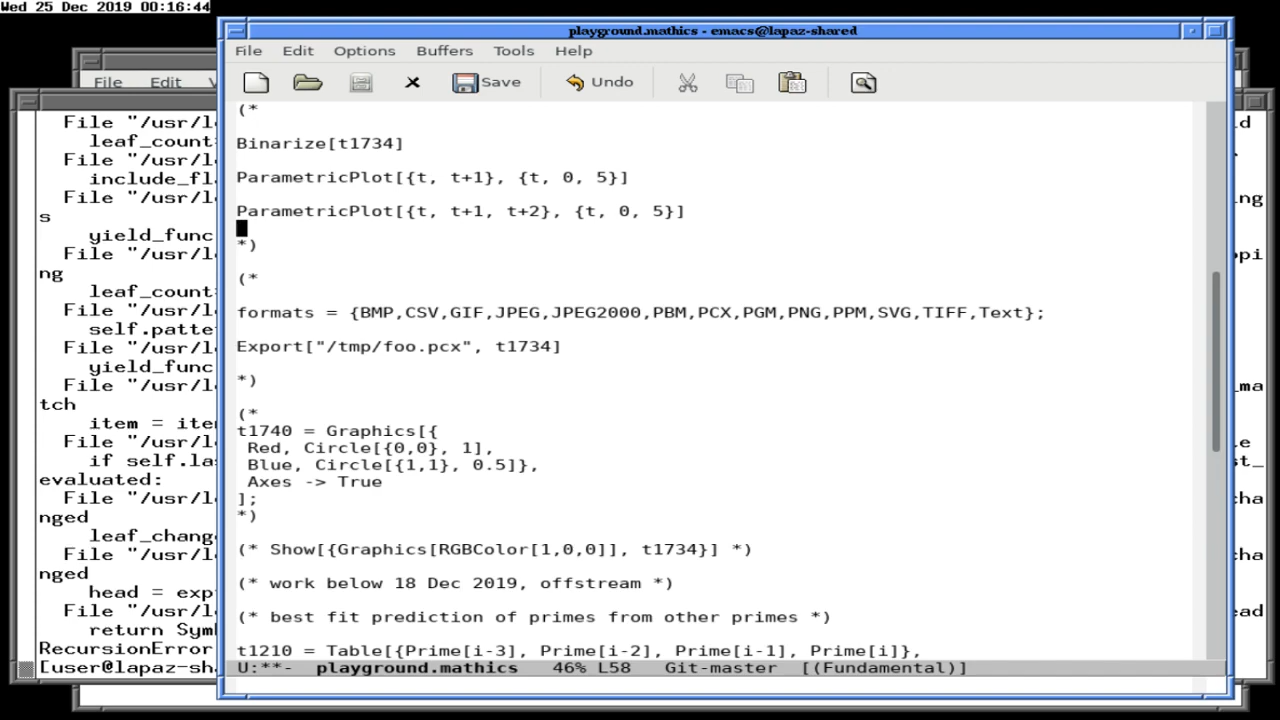 Wed 25 Dec 2019 00:16:44
playground.mathics - emacs@lapaz-shared
File Edit Options Buffers Tools Help
Save Undo
File Edit
(*
Binarize[t1734]
ParametricPlot[{t, t+1}, {t, 0, 5}]
ParametricPlot[{t, t+1, t+2}, {t, 0, 5}]
*)
(*
formats = {BMP,CSV,GIF,JPEG,JPEG2000,PBM,PCX,PGM,PNG,PPM,SVG,TIFF,Text};
Export["/tmp/foo.pcx", t1734]
*)
(*
t1740 = Graphics[{
Red, Circle[{0,0}, 1],
Blue, Circle[{1,1}, 0.5]},
Axes -> True
];
*)
(* Show[{Graphics[RGBColor[1,0,0]], t1734}] *)
(* work below 18 Dec 2019, offstream *)
(* best fit prediction of primes from other primes *)
t1210 = Table[{Prime[i-3], Prime[i-2], Prime[i-1], Prime[i]},
U:**- playground.mathics 46% L58 Git-master [(Fundamental)]
File "/usr/l
leaf_count
File "/usr/l
include_fl
File "/usr/l
s
yield_func
File "/usr/l
ng
leaf_count
File "/usr/l
self.patte
File "/usr/l
yield_func
File "/usr/l
tch
item = ite
File "/usr/l
if self.la
evaluated:
File "/usr/l
nged
leaf_chang
File "/usr/l
nged
head = exp
File "/usr/l
return Sym
RecursionError
[user@lapaz-sh